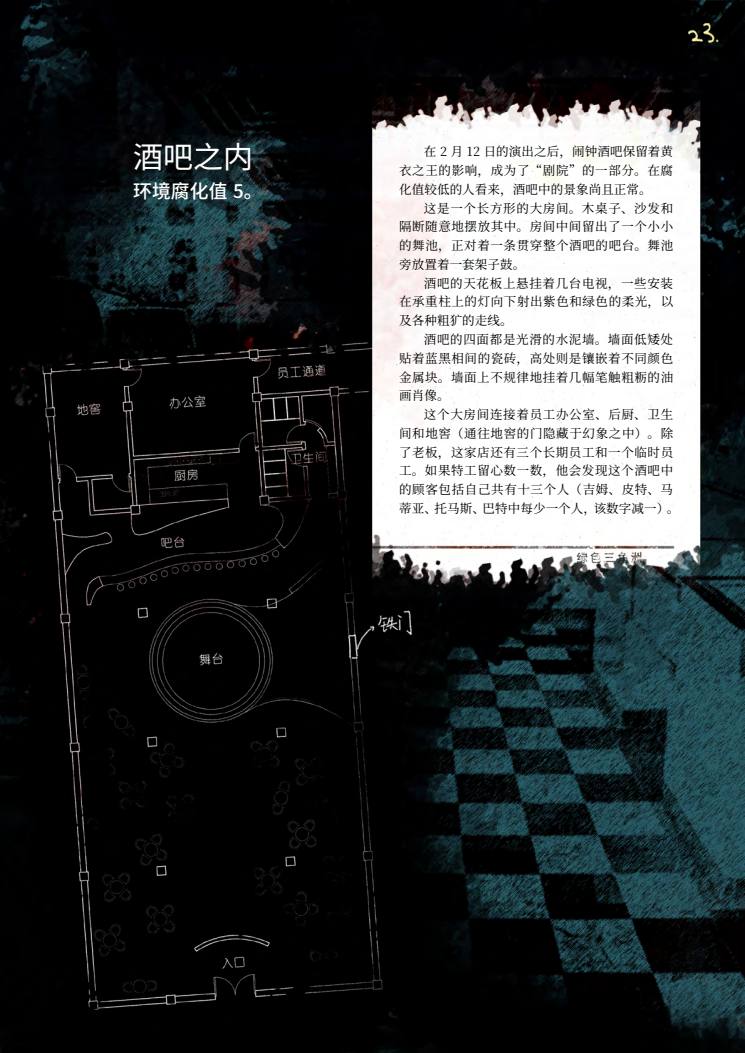 23.
酒吧之内
环境腐化值 5。
在 2 月 12 日的演出之后，闹钟酒吧保留着黄
衣之王的影响，成为了“剧院”的一部分。在腐
化值较低的人看来，酒吧中的景象尚且正常。
这是一个长方形的大房间。木桌子、沙发和
隔断随意地摆放其中。房间中间留出了一个小小
的舞池，正对着一条贯穿整个酒吧的吧台。舞池
旁放置着一套架子鼓。
酒吧的天花板上悬挂着几台电视，一些安装
在承重柱上的灯向下射出紫色和绿色的柔光，以
及各种粗犷的走线。
酒吧的四面都是光滑的水泥墙。墙面低矮处
贴着蓝黑相间的瓷砖，高处则是镶嵌着不同颜色
金属块。墙面上不规律地挂着几幅笔触粗粝的油
画肖像。
这个大房间连接着员工办公室、后厨、卫生
间和地窖（通往地窖的门隐藏于幻象之中）。除
了老板，这家店还有三个长期员工和一个临时员
工。如果特工留心数一数，他会发现这个酒吧中
的顾客包括自己共有十三个人（吉姆、皮特、马
蒂亚、托马斯、巴特中每少一个人，该数字减一）。
绿色三角洲
员工通道
地窖
办公室
卫生间
厨房
吧台
舞台
铁门
入口